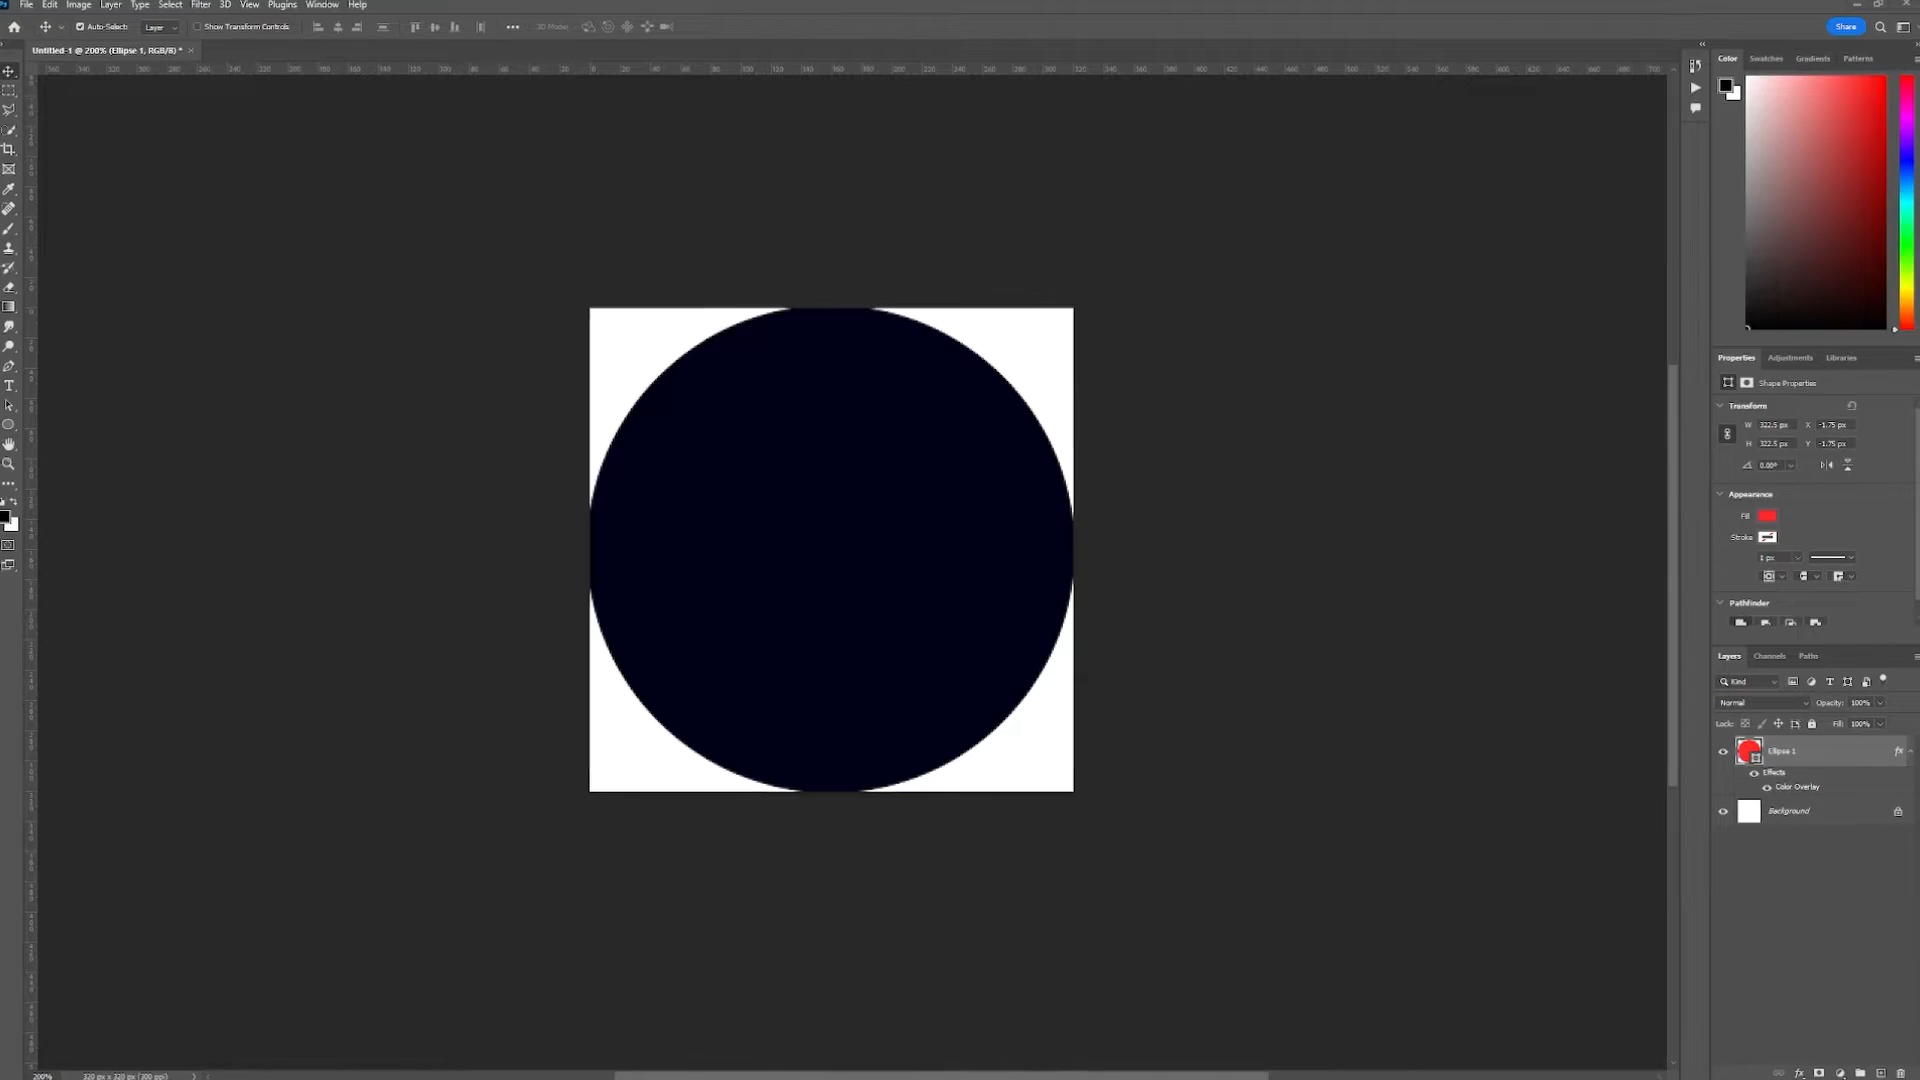 File Edit Image Layer Type Select Filter 3D View Plugins Window Help
Auto-Select: Layer Show Transform Controls 3D Mode: Share
Untitled-1 @ 200% (Ellipse 1, RGB/8) * ×
Color Swatches Gradients Patterns
Properties Adjustments Libraries
Shape Properties
Transform
W 322.5 px X -1.75 px
H 322.5 px Y -1.75 px
0.00°
Appearance
Fill
Stroke
1 px
Pathfinder
Layers Channels Paths
Kind
Normal Opacity: 100%
Lock: Fill: 100%
Ellipse 1 fx
Effects
Color Overlay
Background
200% 320 px x 320 px (300 ppi)